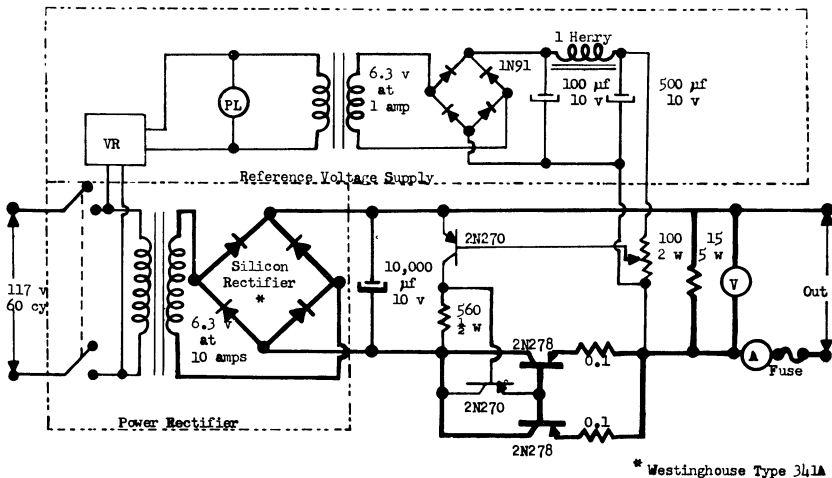 1 Henry
6.3 v
at
1 amp
1N91
100 µf
10 v
500 µf
10 v
PL
VR
Reference Voltage Supply
117 v
60 cy
Silicon
Rectifier
*
6.3 v
at
10 amps
10,000
µf
10 v
2N270
560
½ w
100
2 w
15
5 w
V
Out
2N278
0.1
A
Fuse
2N270
0.1
2N278
Power Rectifier
* Westinghouse Type 341A